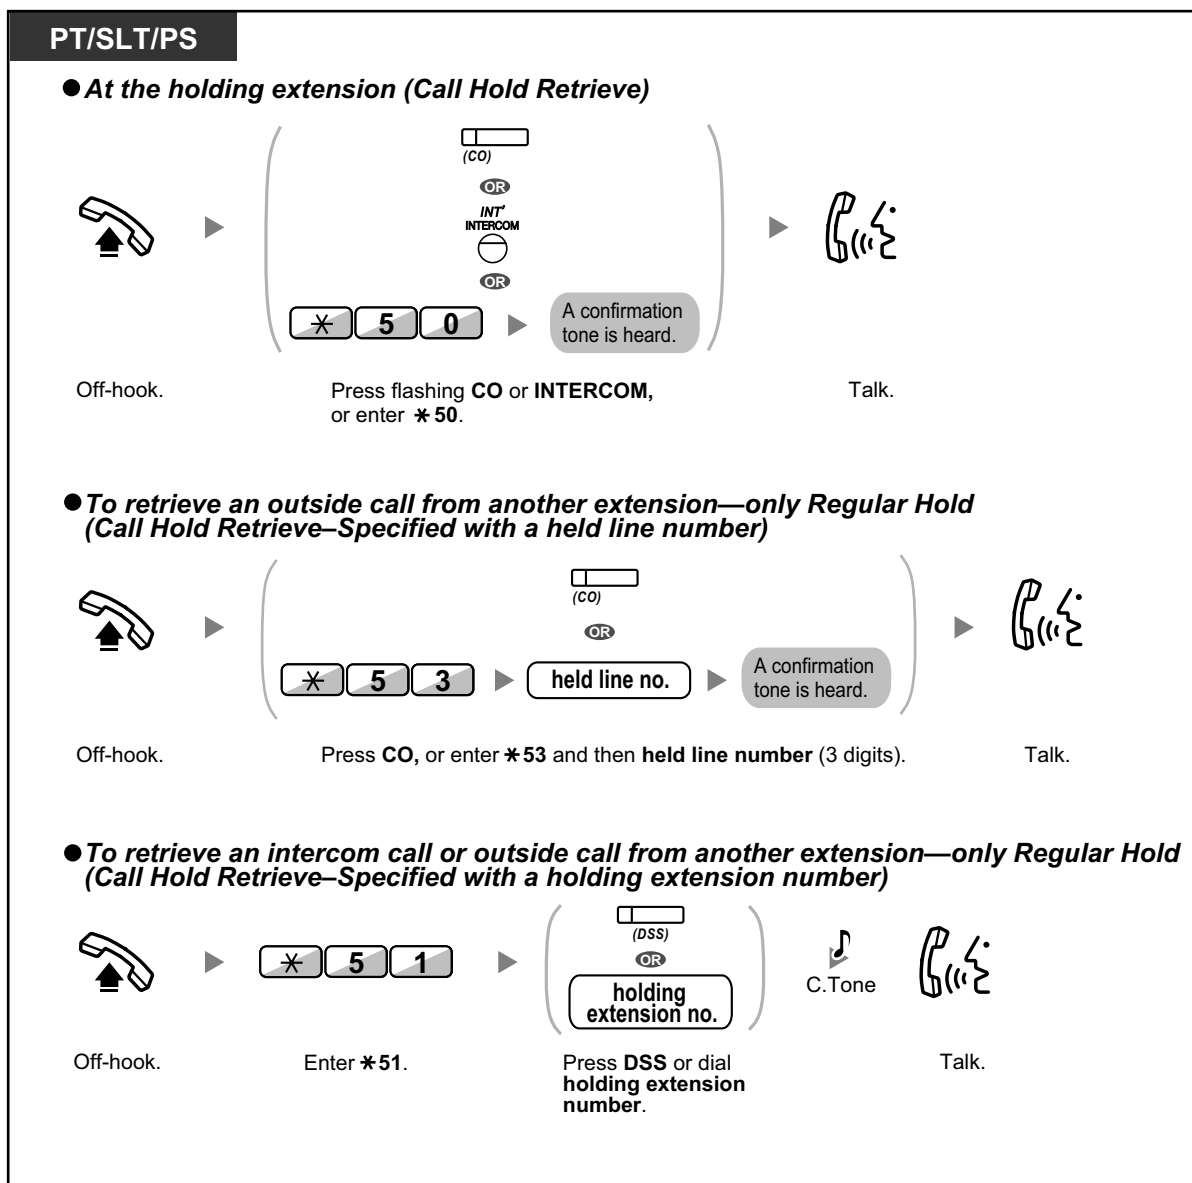 PT/SLT/PS
●At the holding extension (Call Hold Retrieve)
(CO)
OR
INT'
INTERCOM
OR
* 5 0
A confirmation
tone is heard.
Off-hook.
Press flashing CO or INTERCOM,
or enter *50.
Talk.
●To retrieve an outside call from another extension—only Regular Hold
(Call Hold Retrieve–Specified with a held line number)
(CO)
OR
* 5 3
held line no.
A confirmation
tone is heard.
Off-hook.
Press CO, or enter *53 and then held line number (3 digits).
Talk.
●To retrieve an intercom call or outside call from another extension—only Regular Hold
(Call Hold Retrieve–Specified with a holding extension number)
(DSS)
OR
* 5 1
holding
extension no.
C.Tone
Off-hook.
Enter *51.
Press DSS or dial
holding extension
number.
Talk.